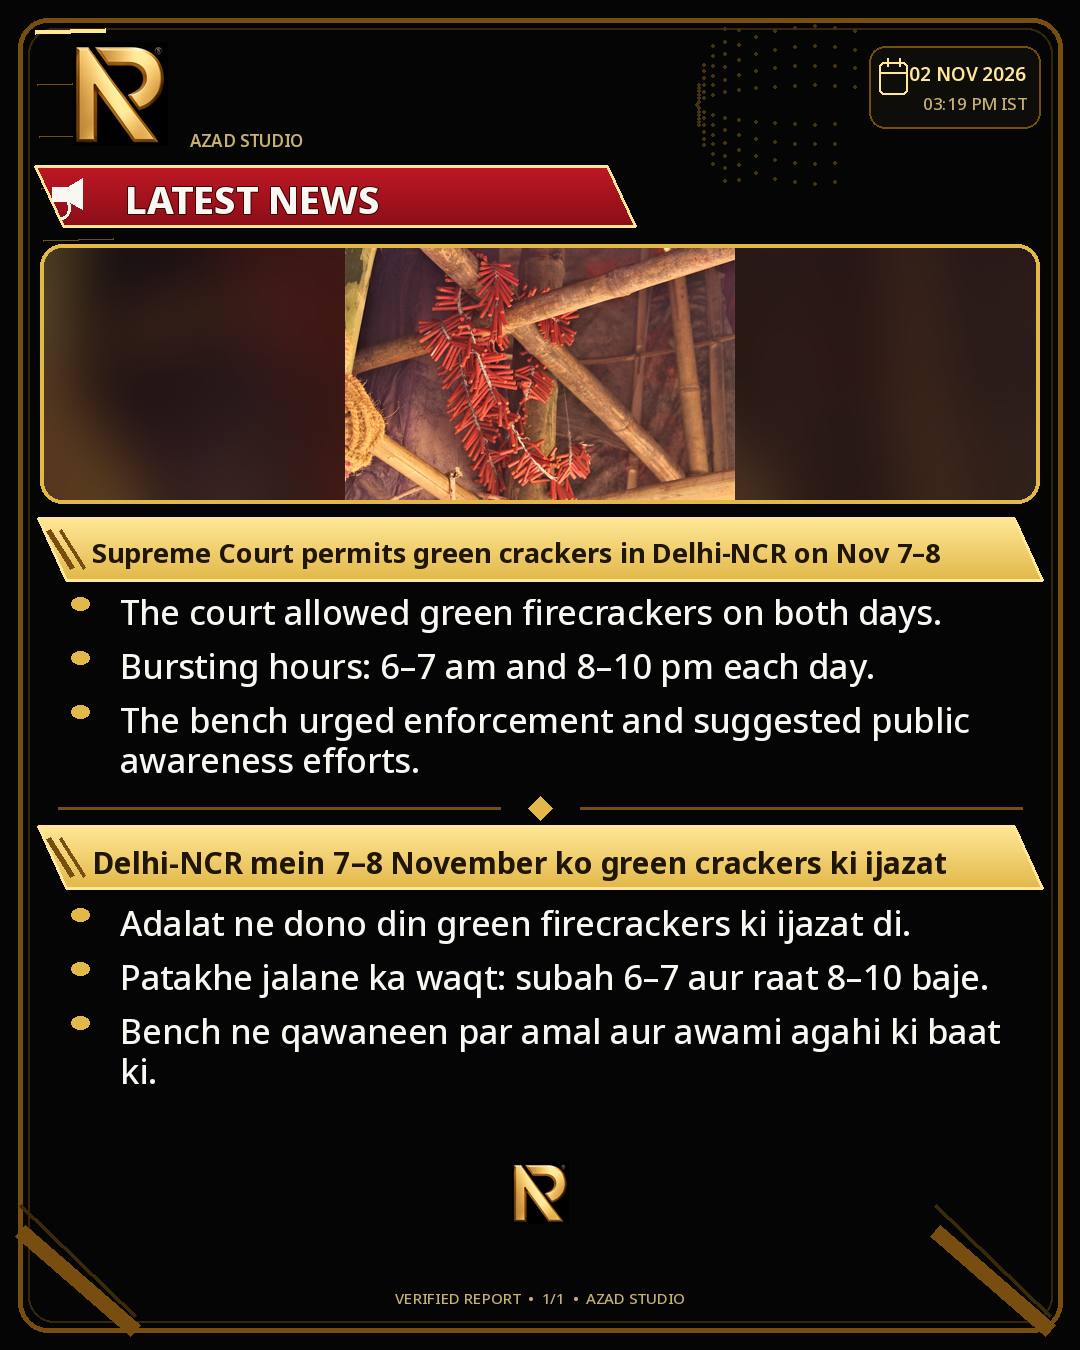 R
02 NOV 2026
03:19 PM IST
AZAD STUDIO
LATEST NEWS
Supreme Court permits green crackers in Delhi-NCR on Nov 7–8
The court allowed green firecrackers on both days.
Bursting hours: 6–7 am and 8–10 pm each day.
The bench urged enforcement and suggested public
awareness efforts.
Delhi-NCR mein 7–8 November ko green crackers ki ijazat
Adalat ne dono din green firecrackers ki ijazat di.
Patakhe jalane ka waqt: subah 6–7 aur raat 8–10 baje.
Bench ne qawaneen par amal aur awami agahi ki baat
ki.
R
VERIFIED REPORT • 1/1 • AZAD STUDIO